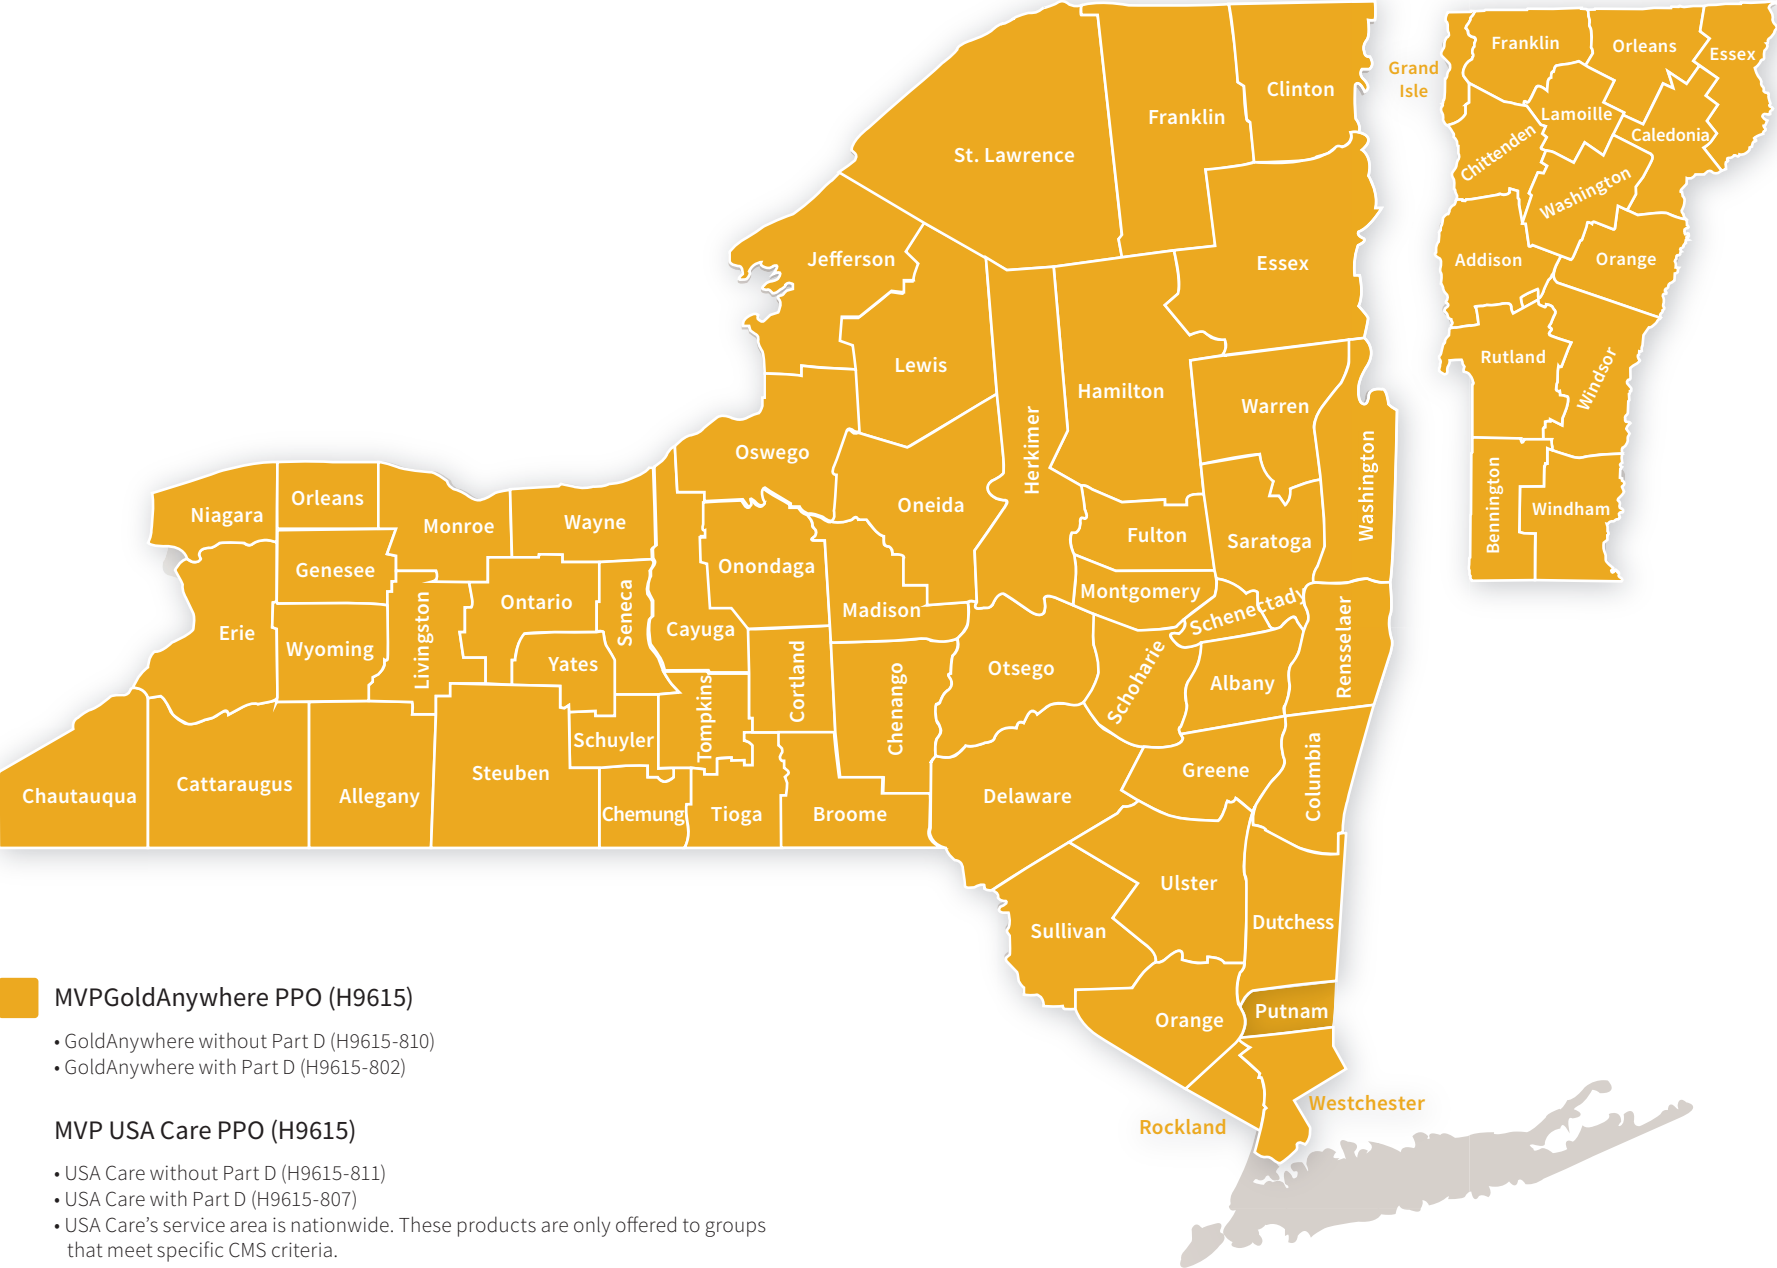 Franklin
Orleans
Essex
Grand
Isle
Lamoille
Caledonia
Chittenden
Washington
Addison
Orange
Rutland
Windsor
Bennington
Windham
Clinton
Franklin
St. Lawrence
Essex
Jefferson
Lewis
Herkimer
Hamilton
Warren
Washington
Oswego
Oneida
Fulton
Saratoga
Niagara
Orleans
Monroe
Wayne
Onondaga
Madison
Montgomery
Schenectady
Rensselaer
Genesee
Ontario
Seneca
Cayuga
Erie
Wyoming
Livingston
Yates
Cortland
Chenango
Otsego
Schoharie
Albany
Tompkins
Schuyler
Steuben
Chautauqua
Cattaraugus
Allegany
Chemung
Tioga
Broome
Delaware
Greene
Columbia
Ulster
Sullivan
Dutchess
Orange
Putnam
Westchester
Rockland
MVPGoldAnywhere PPO (H9615)
• GoldAnywhere without Part D (H9615-810)
• GoldAnywhere with Part D (H9615-802)
MVP USA Care PPO (H9615)
• USA Care without Part D (H9615-811)
• USA Care with Part D (H9615-807)
• USA Care’s service area is nationwide. These products are only offered to groups
that meet specific CMS criteria.